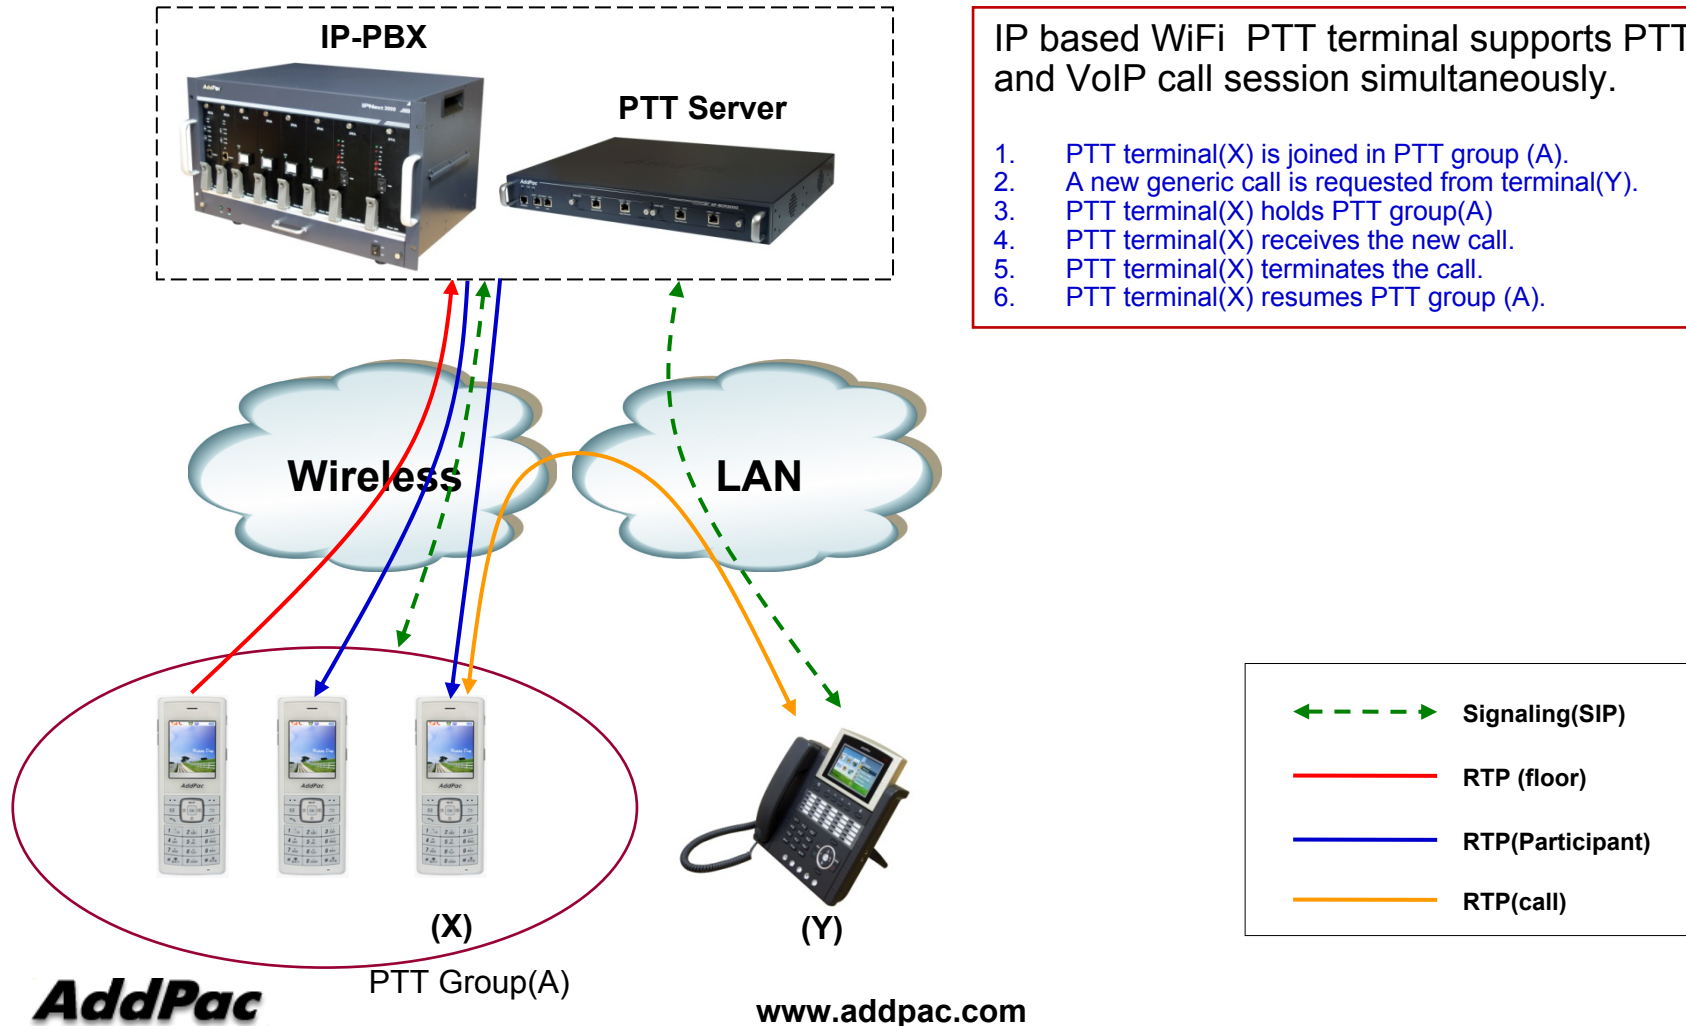 IP-PBX
PTT Server
IP based WiFi PTT terminal supports PTT
and VoIP call session simultaneously.
1. PTT terminal(X) is joined in PTT group (A).
2. A new generic call is requested from terminal(Y).
3. PTT terminal(X) holds PTT group(A)
4. PTT terminal(X) receives the new call.
5. PTT terminal(X) terminates the call.
6. PTT terminal(X) resumes PTT group (A).
Wireless
LAN
Signaling(SIP)
RTP (floor)
RTP(Participant)
RTP(call)
AddPac
AddPac
AddPac
(X)
(Y)
PTT Group(A)
AddPac
www.addpac.com